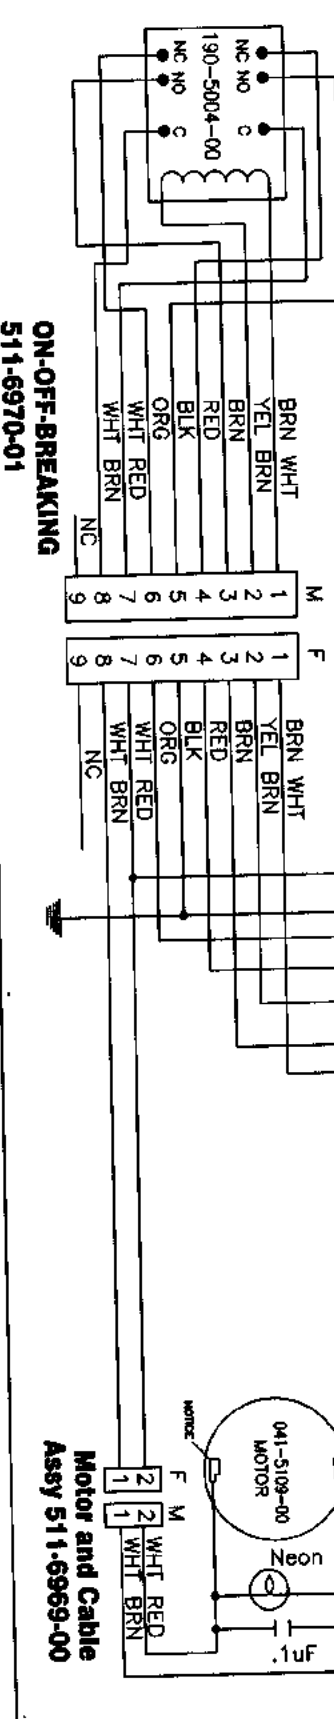 190-5004-00
NC
NO
C
NC
NO
C
ON-OFF-BREAKING
511-6970-01
BRN WHT
YEL BRN
BRN
RED
BLK
ORG
WHT RED
WHT BRN
NC
M
1
2
3
4
5
6
7
8
9
F
1
2
3
4
5
6
7
8
9
BRN WHT
YEL BRN
BRN
RED
BLK
ORG
WHT RED
WHT BRN
NC
NOTICE
041-5109-00
MOTOR
Neon
.1uF
F
2
1
M
2
1
WHT RED
WHT BRN
Motor and Cable
Assy 511-6969-00